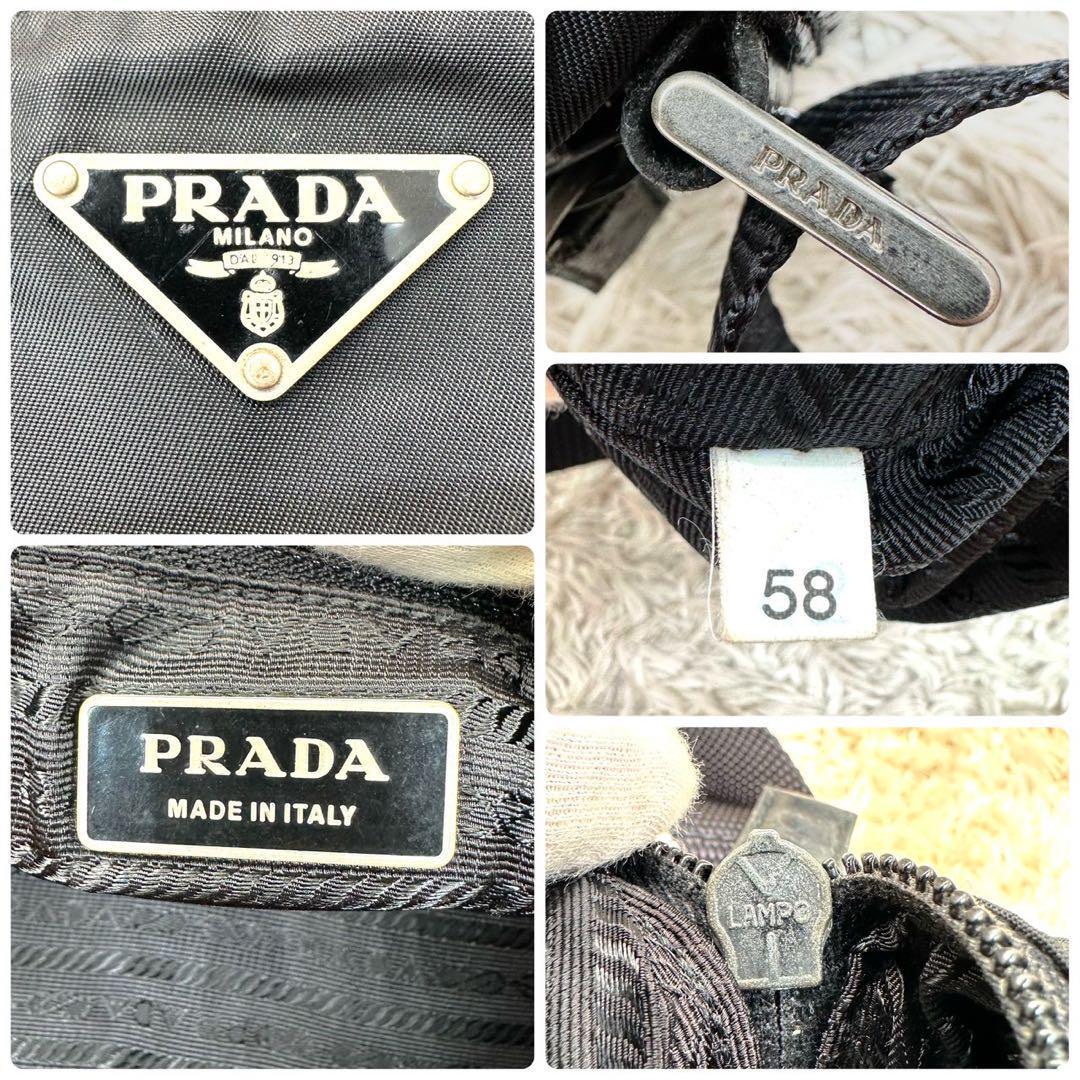 PRADA
MILANO
DAL 1913
PRADA
58
PRADA
MADE IN ITALY
LAMPO